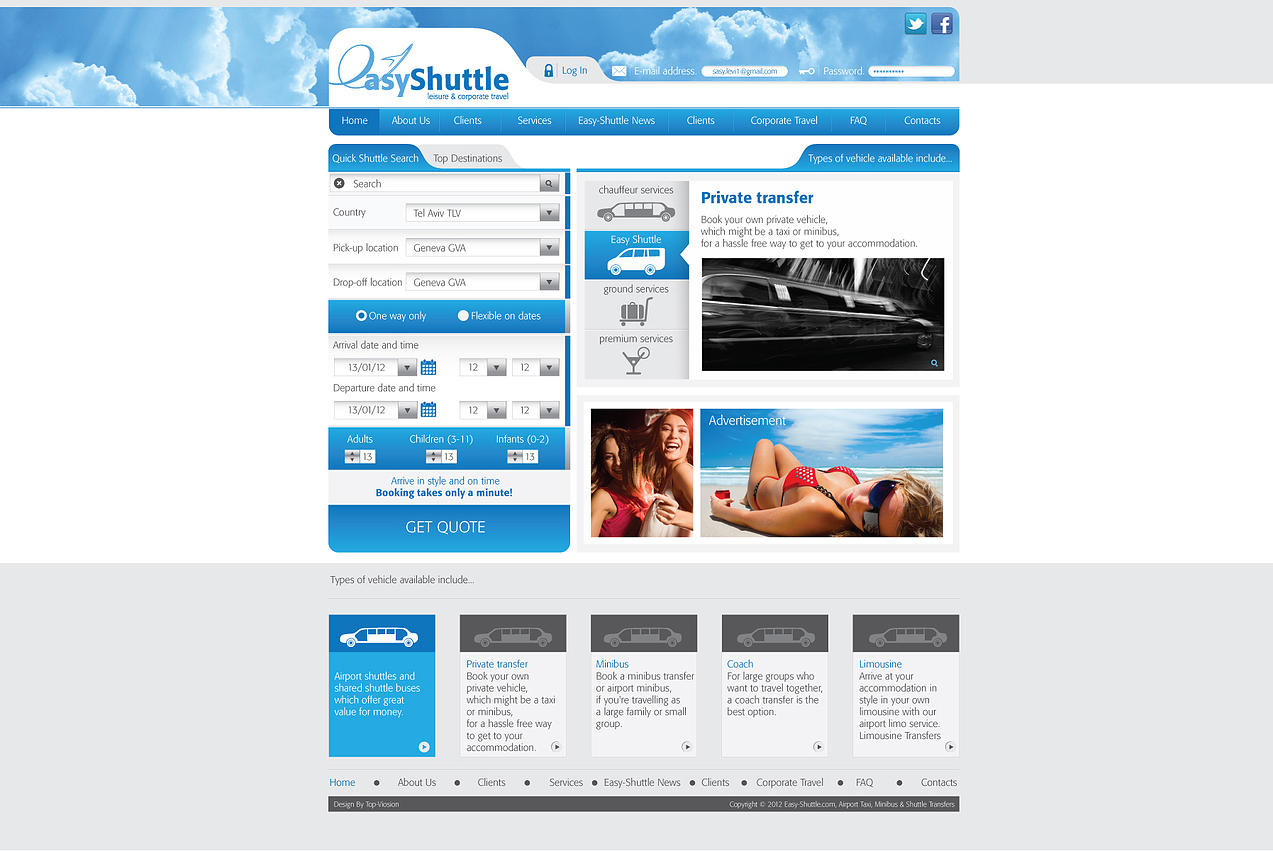 EasyShuttle
leisure & corporate travel
Log In
E-mail address.
sasy.levi1@gmail.com
Password.
**********
Home
About Us
Clients
Services
Easy-Shuttle News
Clients
Corporate Travel
FAQ
Contacts
Quick Shuttle Search
Top Destinations
Types of vehicle available include...
Search
Country
Tel Aviv TLV
Pick-up location
Geneva GVA
Drop-off location
Geneva GVA
One way only
Flexible on dates
Arrival date and time
13/01/12
12
12
Departure date and time
13/01/12
12
12
Adults
Children (3-11)
Infants (0-2)
13
13
13
Arrive in style and on time
Booking takes only a minute!
GET QUOTE
chauffeur services
Easy Shuttle
ground services
premium services
Private transfer
Book your own private vehicle,
which might be a taxi or minibus,
for a hassle free way to get to your accommodation.
Advertisement
Types of vehicle available include...
Airport shuttles and
shared shuttle buses
which offer great
value for money.
Private transfer
Book your own
private vehicle,
which might be a taxi
or minibus,
for a hassle free way
to get to your
accommodation.
Minibus
Book a minibus transfer
or airport minibus,
if you're travelling as
a large family or small
group.
Coach
For large groups who
want to travel together,
a coach transfer is the
best option.
Limousine
Arrive at your
accommodation in
style in your own
limousine with our
airport limo service.
Limousine Transfers
Home
About Us
Clients
Services
Easy-Shuttle News
Clients
Corporate Travel
FAQ
Contacts
Design By Top-Viosion
Copyright © 2012 Easy-Shuttle.com, Airport Taxi, Minibus & Shuttle Transfers